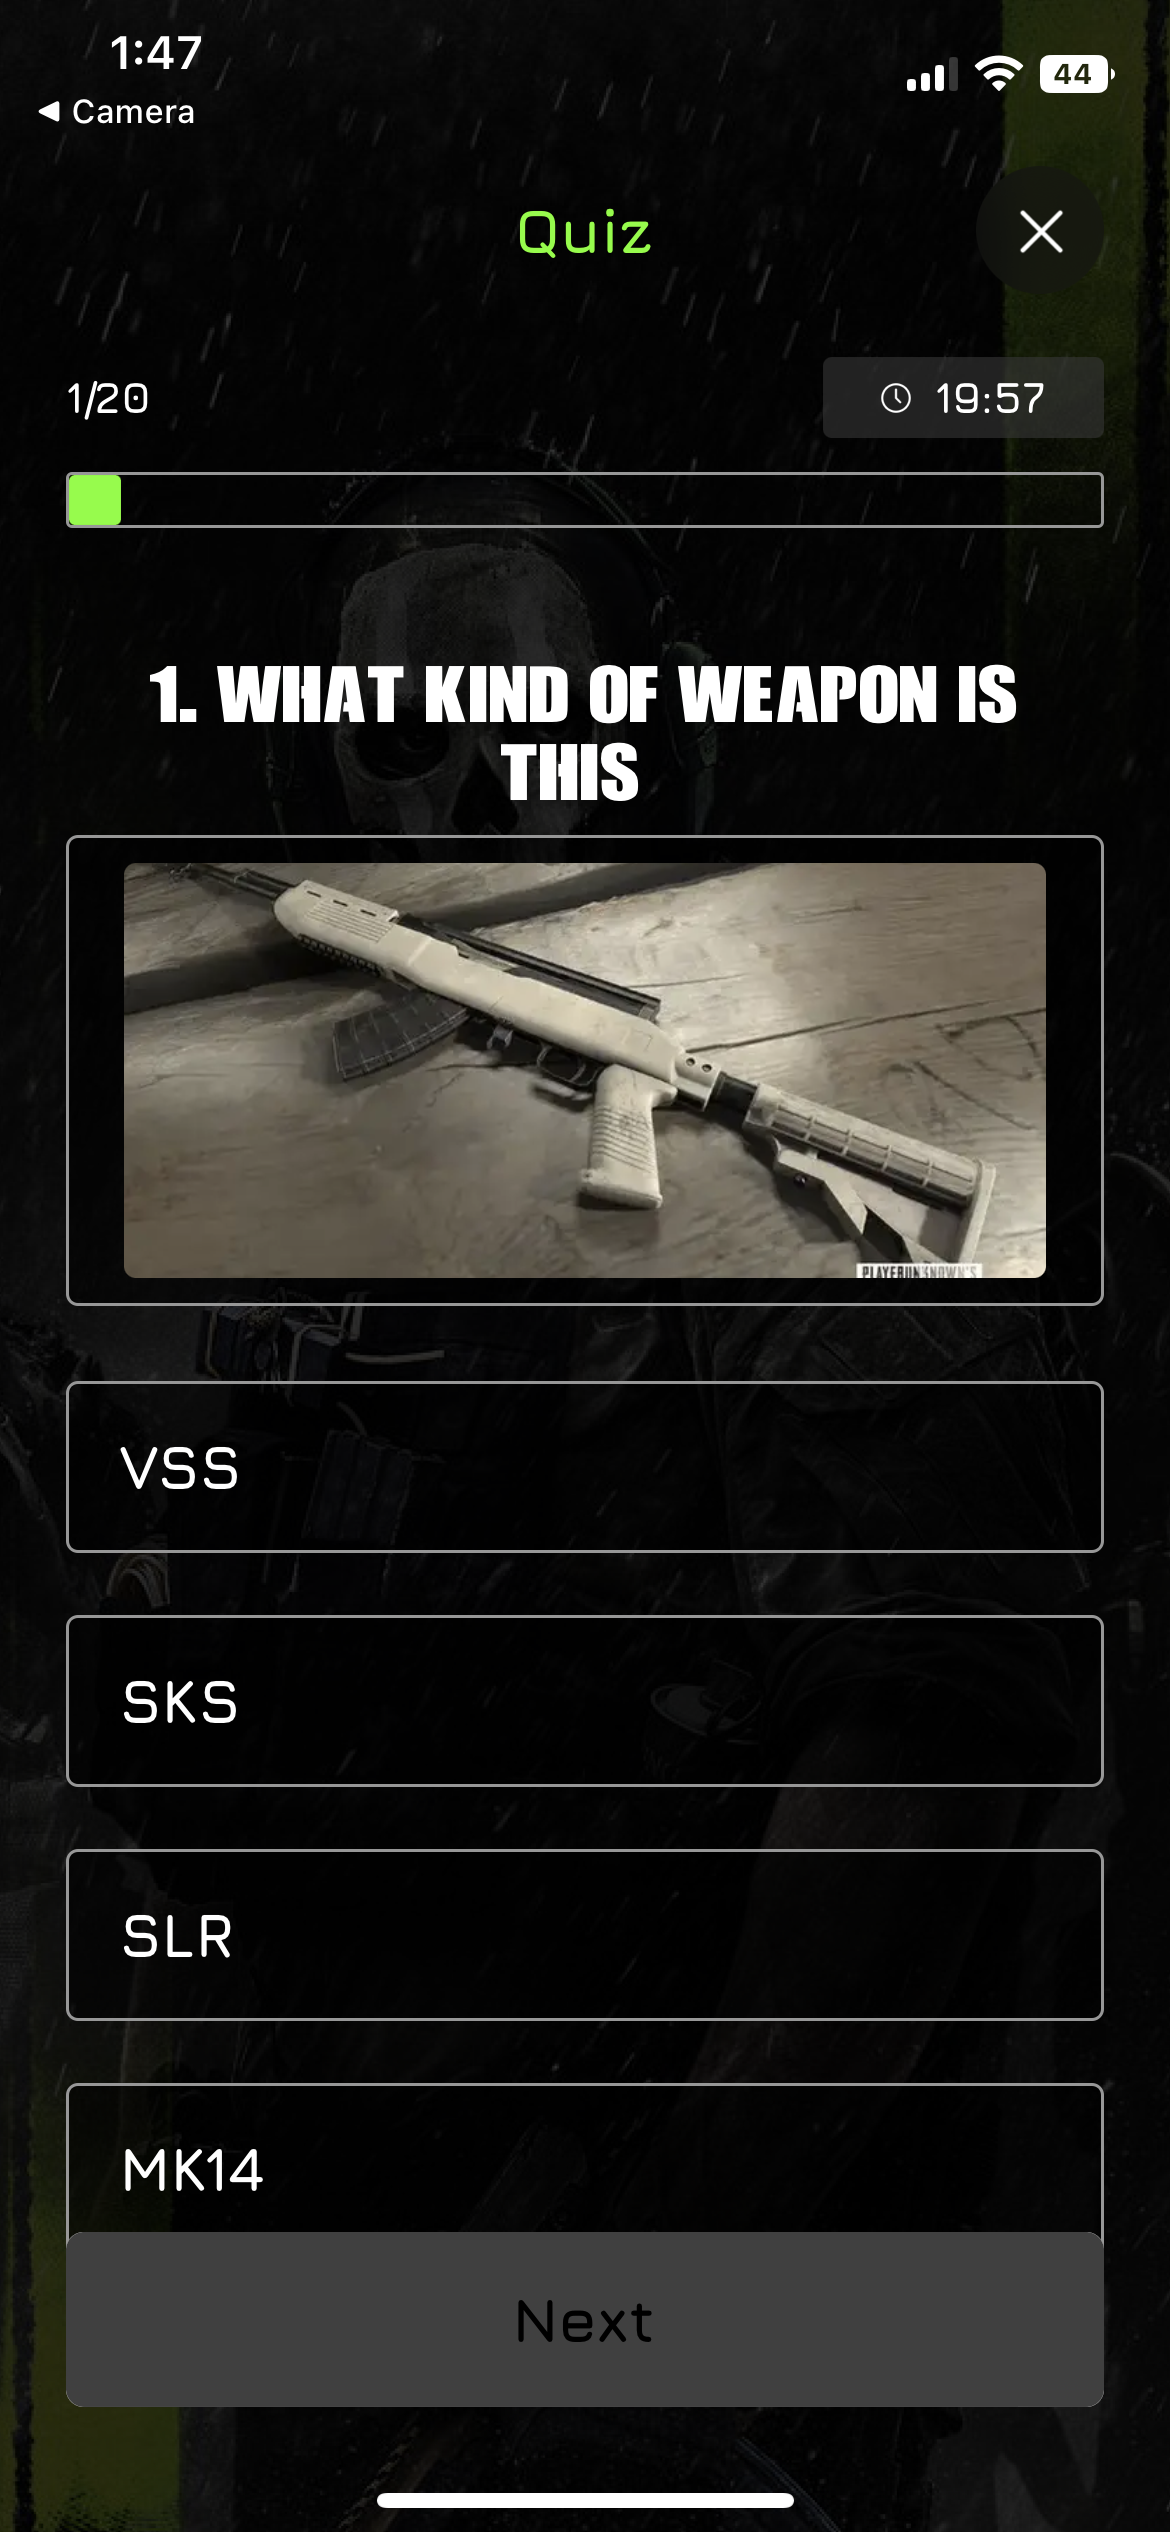 1:47
44
Camera
Quiz
1/20
19:57
1. WHAT KIND OF WEAPON IS
THIS
PLAYERUNKNOWN'S
VSS
SKS
SLR
MK14
Next